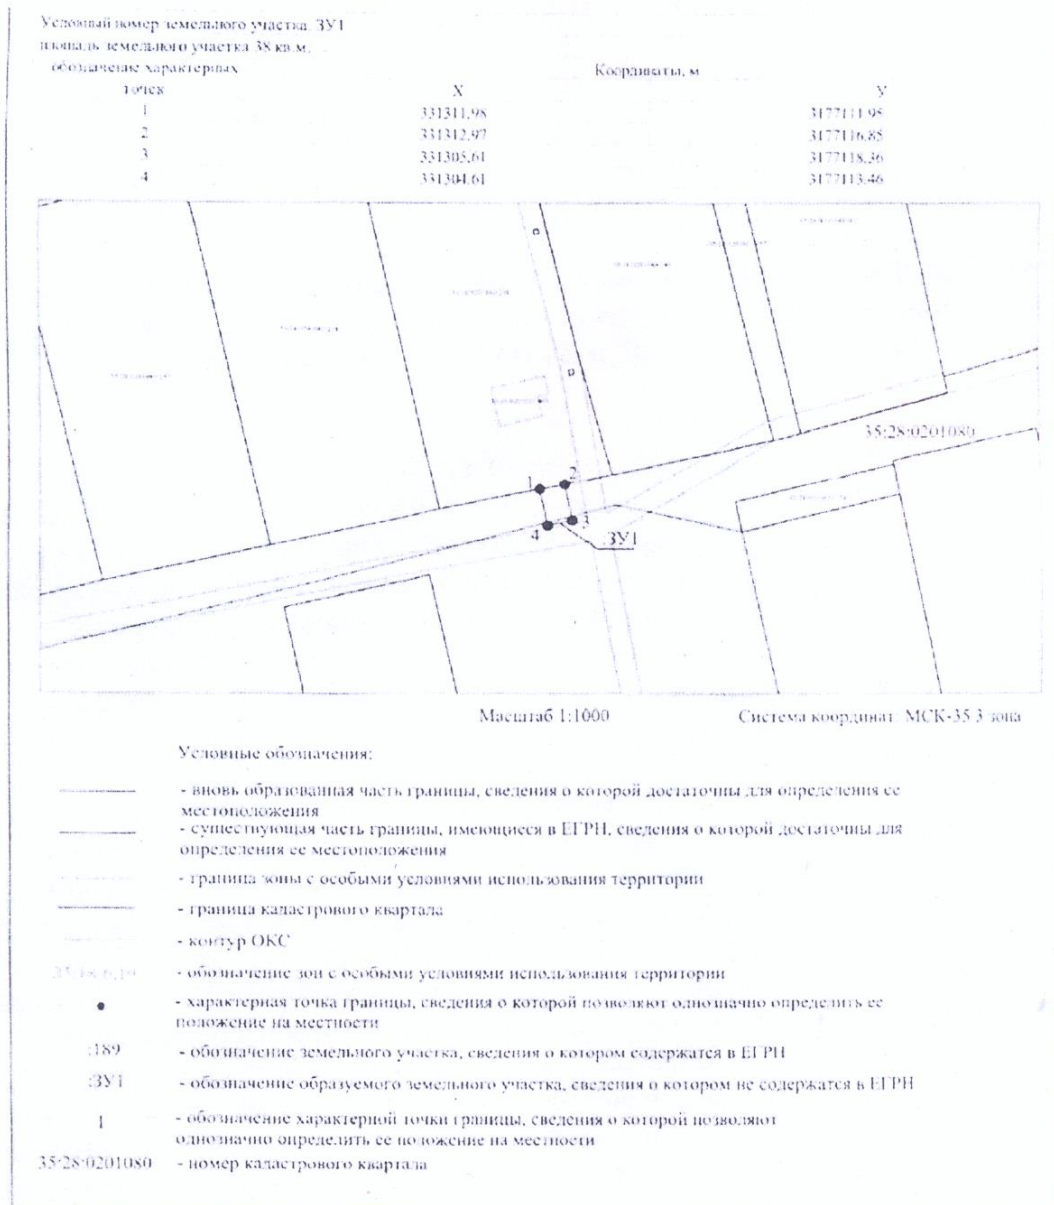 Условный номер земельного участка :ЗУ1
площадь земельного участка 38 кв.м.
обозначение характерных Координаты, м
точек Х У
1 331311,98 3177111,95
2 331312,97 3177116,85
3 331305,61 3177118,36
4 331304,61 3177113,46
35:28:0201080
1 2
4 3
:ЗУ1
Масштаб 1:1000 Система координат: МСК-35 3 зона
Условные обозначения:
- вновь образованная часть границы, сведения о которой достаточны для определения ее
местоположения
- существующая часть границы, имеющиеся в ЕГРН, сведения о которой достаточны для
определения ее местоположения
- граница зоны с особыми условиями использования территории
- граница кадастрового квартала
- контур ОКС
- обозначение зон с особыми условиями использования территории
- характерная точка границы, сведения о которой позволяют однозначно определить ее
положение на местности
:189 - обозначение земельного участка, сведения о котором содержатся в ЕГРН
:ЗУ1 - обозначение образуемого земельного участка, сведения о котором не содержатся в ЕГРН
1 - обозначение характерной точки границы, сведения о которой позволяют
однозначно определить ее положение на местности
35:28:0201080 - номер кадастрового квартала